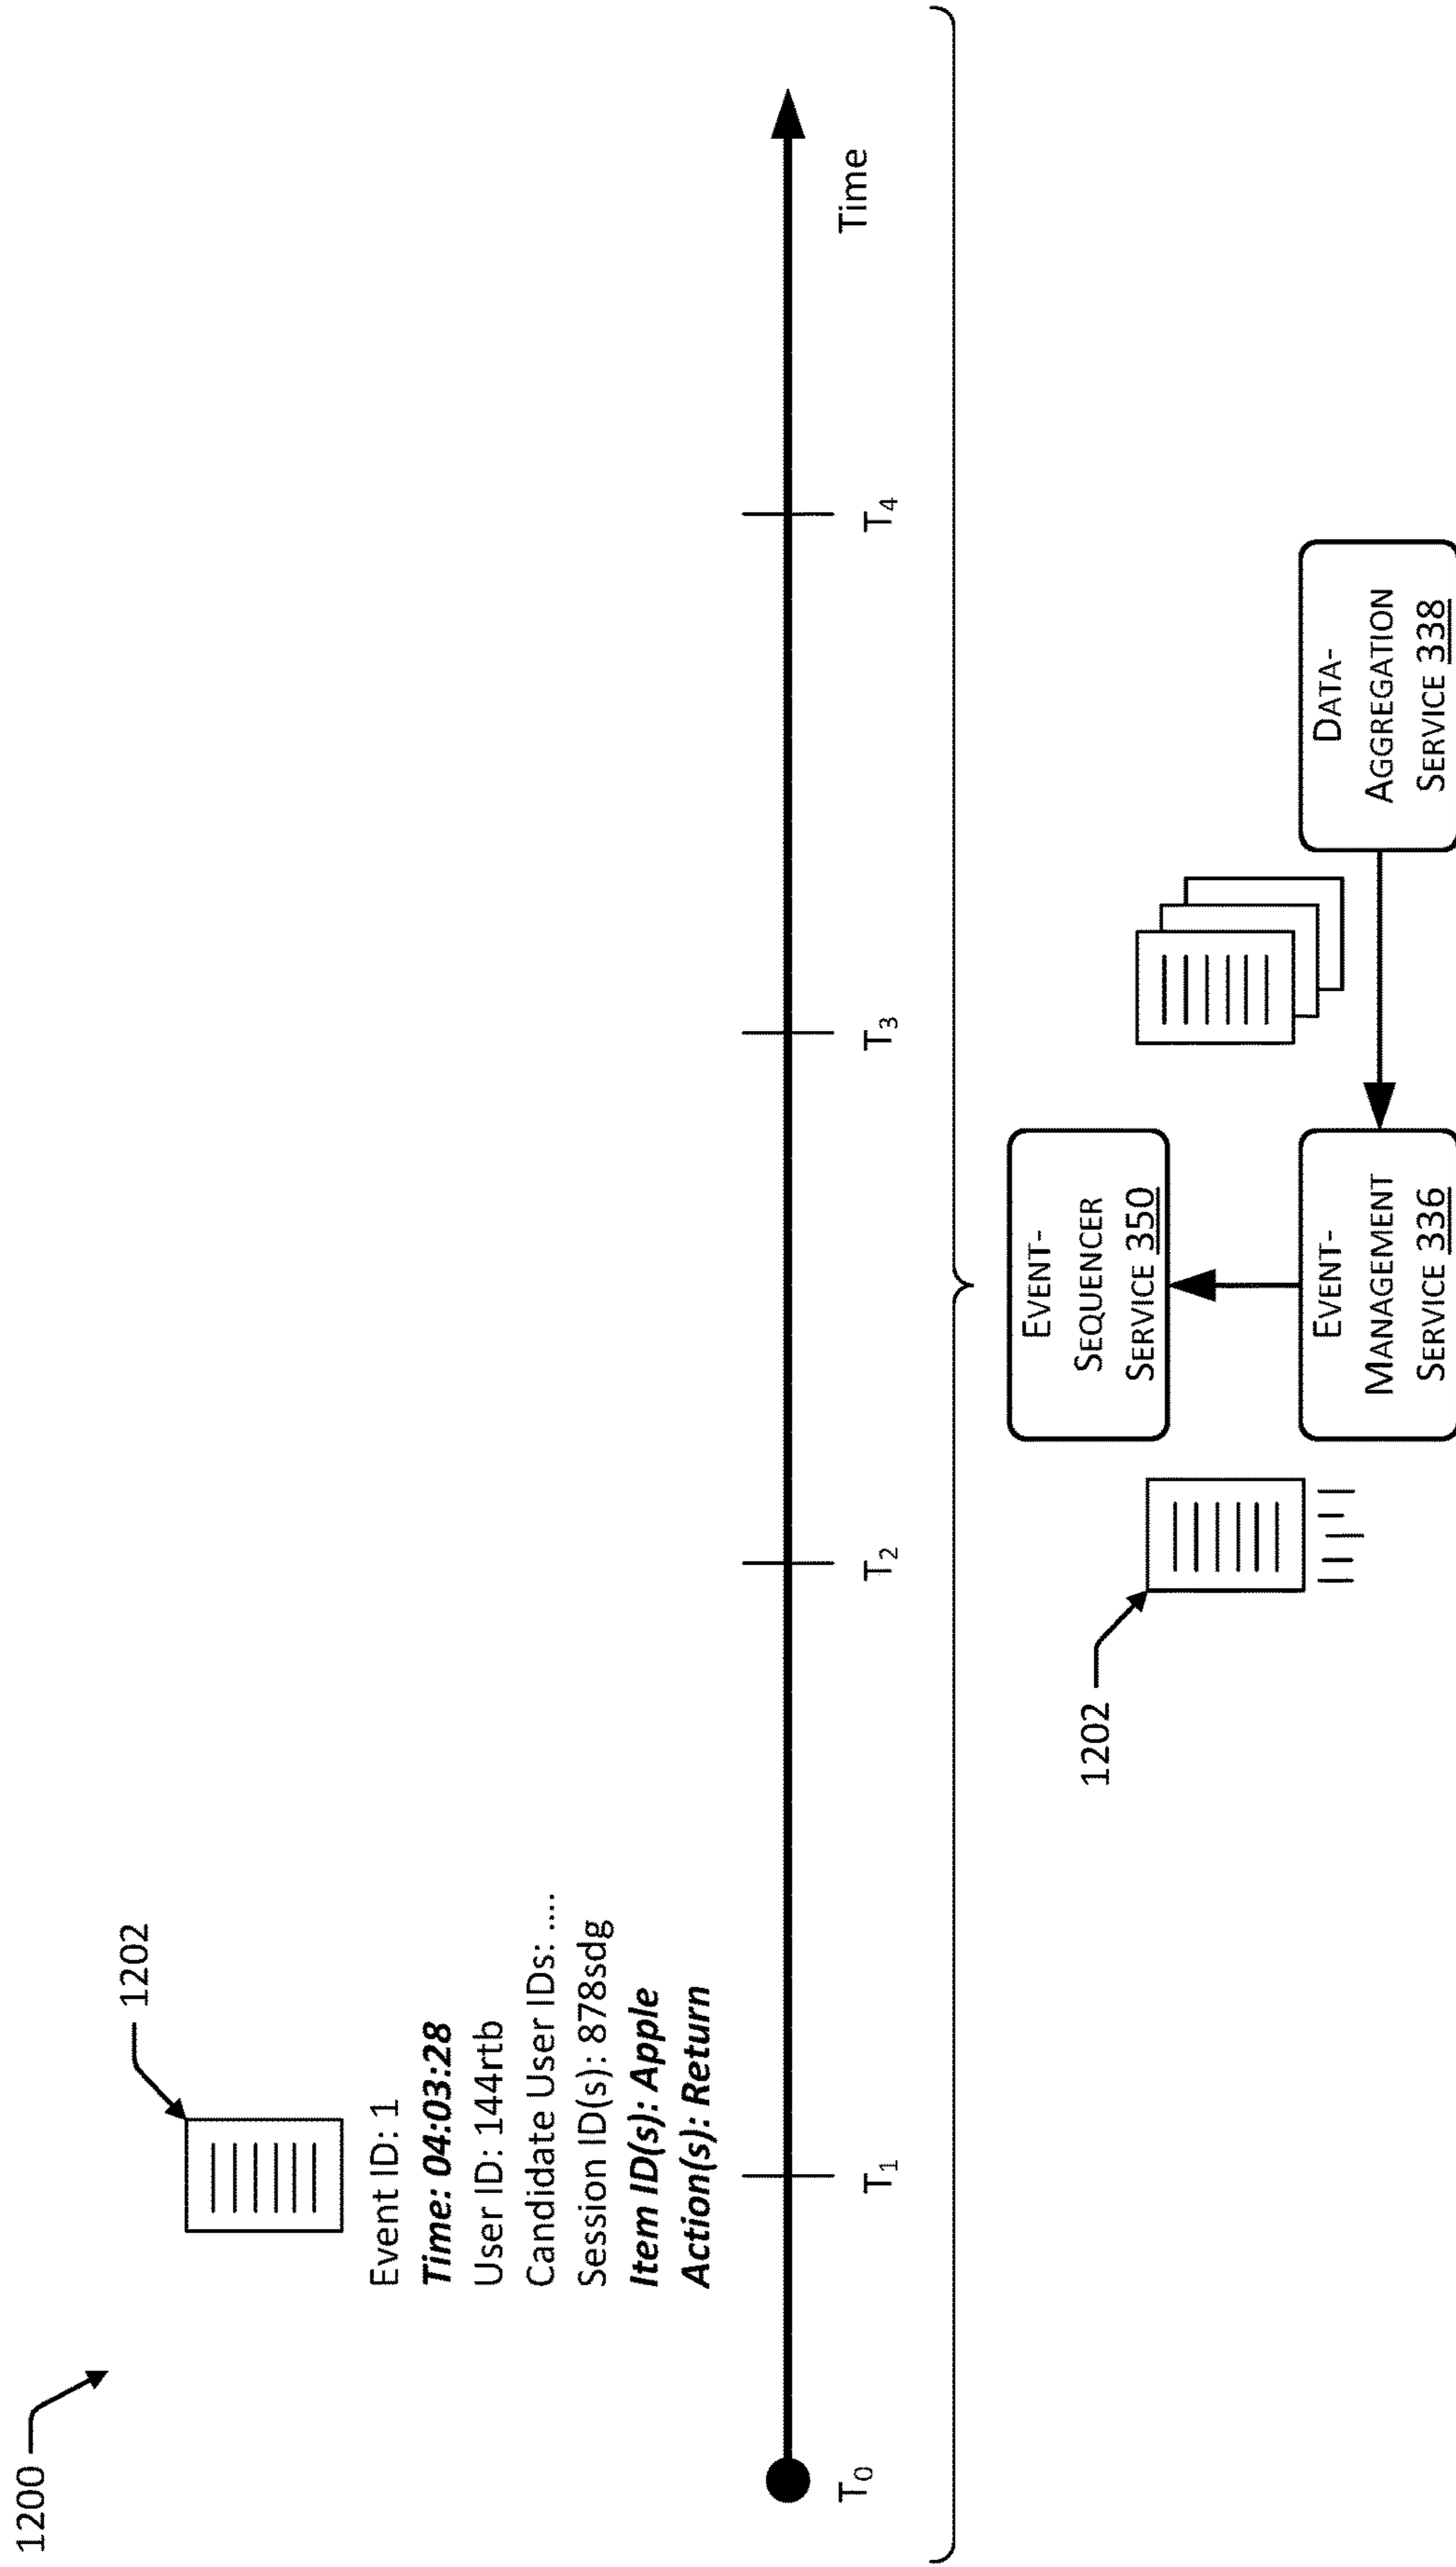 1200
1202
Event ID: 1
Time: 04:03:28
User ID: 144rtb
Candidate User IDs: ....
Session ID(s): 878sdg
Item ID(s): Apple
Action(s): Return
T0
T1
T2
T3
T4
Time
1202
EVENT-
SEQUENCER
SERVICE 350
EVENT-
MANAGEMENT
SERVICE 336
DATA-
AGGREGATION
SERVICE 338